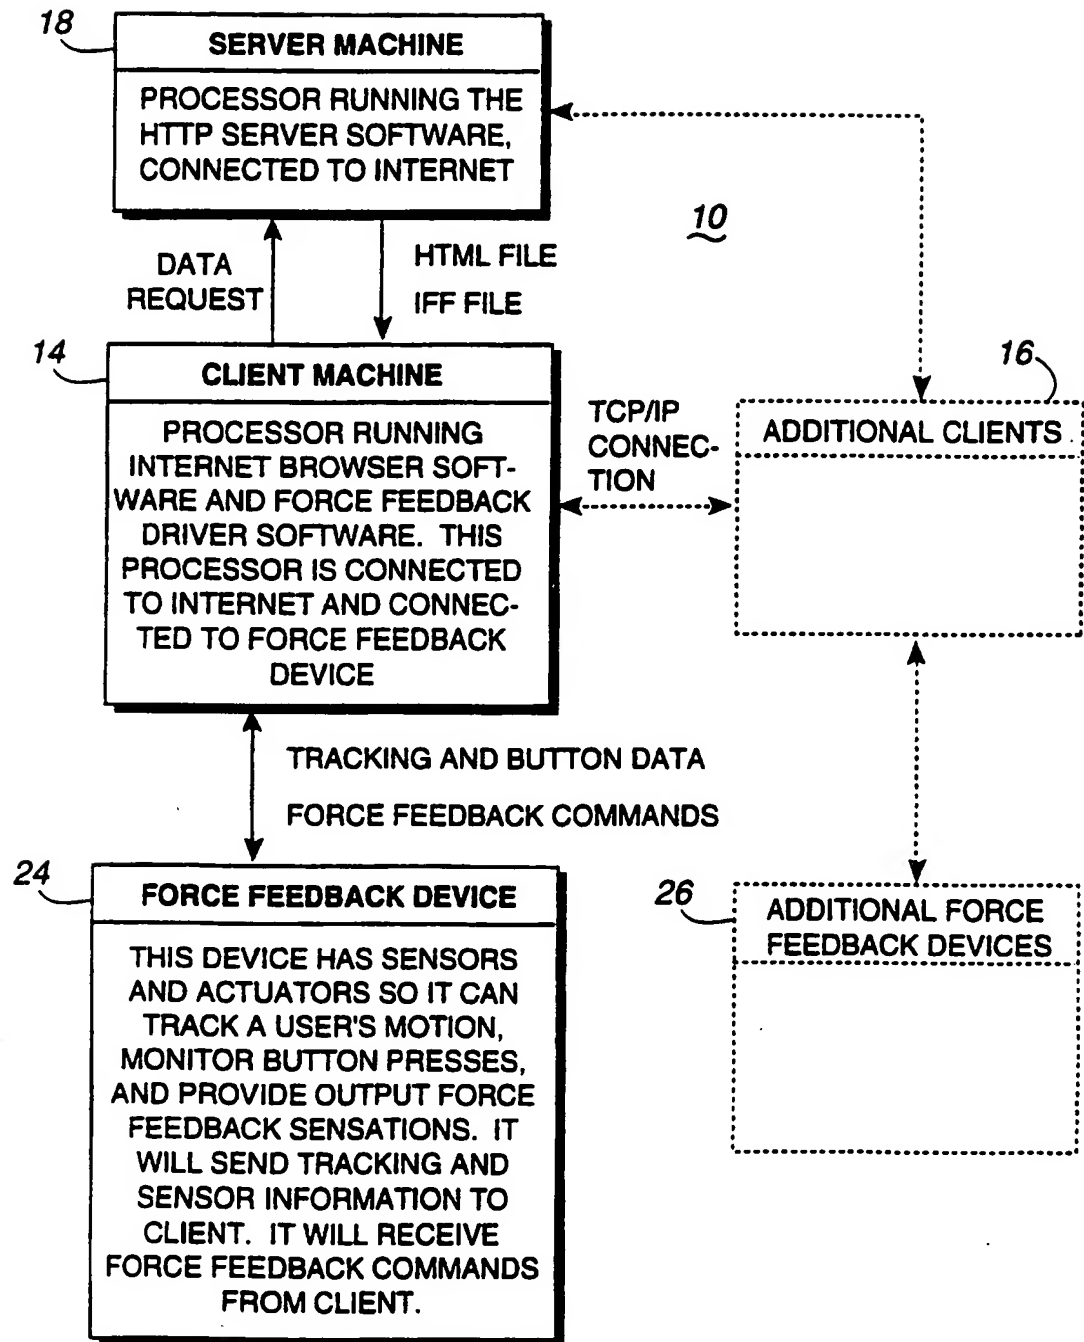 18
SERVER MACHINE
PROCESSOR RUNNING THE
HTTP SERVER SOFTWARE,
CONNECTED TO INTERNET
10
DATA
REQUEST
HTML FILE
IFF FILE
14
CLIENT MACHINE
PROCESSOR RUNNING
INTERNET BROWSER SOFT-
WARE AND FORCE FEEDBACK
DRIVER SOFTWARE. THIS
PROCESSOR IS CONNECTED
TO INTERNET AND CONNEC-
TED TO FORCE FEEDBACK
DEVICE
TCP/IP
CONNEC-
TION
16
ADDITIONAL CLIENTS
TRACKING AND BUTTON DATA
FORCE FEEDBACK COMMANDS
24
FORCE FEEDBACK DEVICE
THIS DEVICE HAS SENSORS
AND ACTUATORS SO IT CAN
TRACK A USER'S MOTION,
MONITOR BUTTON PRESSES,
AND PROVIDE OUTPUT FORCE
FEEDBACK SENSATIONS. IT
WILL SEND TRACKING AND
SENSOR INFORMATION TO
CLIENT. IT WILL RECEIVE
FORCE FEEDBACK COMMANDS
FROM CLIENT.
26
ADDITIONAL FORCE
FEEDBACK DEVICES